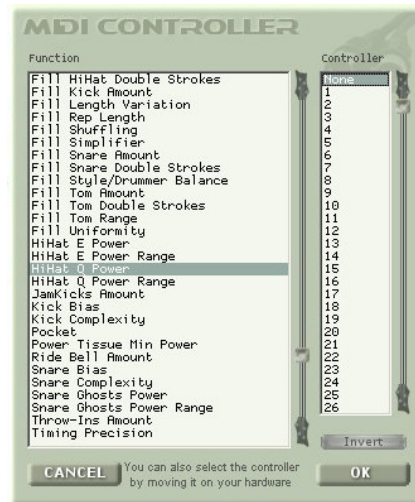 MIDI CONTROLLER
Function
Controller
Fill HiHat Double Strokes
Fill Kick Amount
Fill Length Variation
Fill Rep Length
Fill Shuffling
Fill Simplifier
Fill Snare Amount
Fill Snare Double Strokes
Fill Style/Drummer Balance
Fill Tom Amount
Fill Tom Double Strokes
Fill Tom Range
Fill Uniformity
HiHat E Power
HiHat E Power Range
HiHat Q Power
HiHat Q Power Range
JamKicks Amount
Kick Bias
Kick Complexity
Pocket
Power Tissue Min Power
Ride Bell Amount
Snare Bias
Snare Complexity
Snare Ghosts Power
Snare Ghosts Power Range
Throw-Ins Amount
Timing Precision
None
1
2
3
4
5
6
7
8
9
10
11
12
13
14
15
16
17
18
19
20
21
22
23
24
25
26
Invert
CANCEL
You can also select the controller
by moving it on your hardware
OK